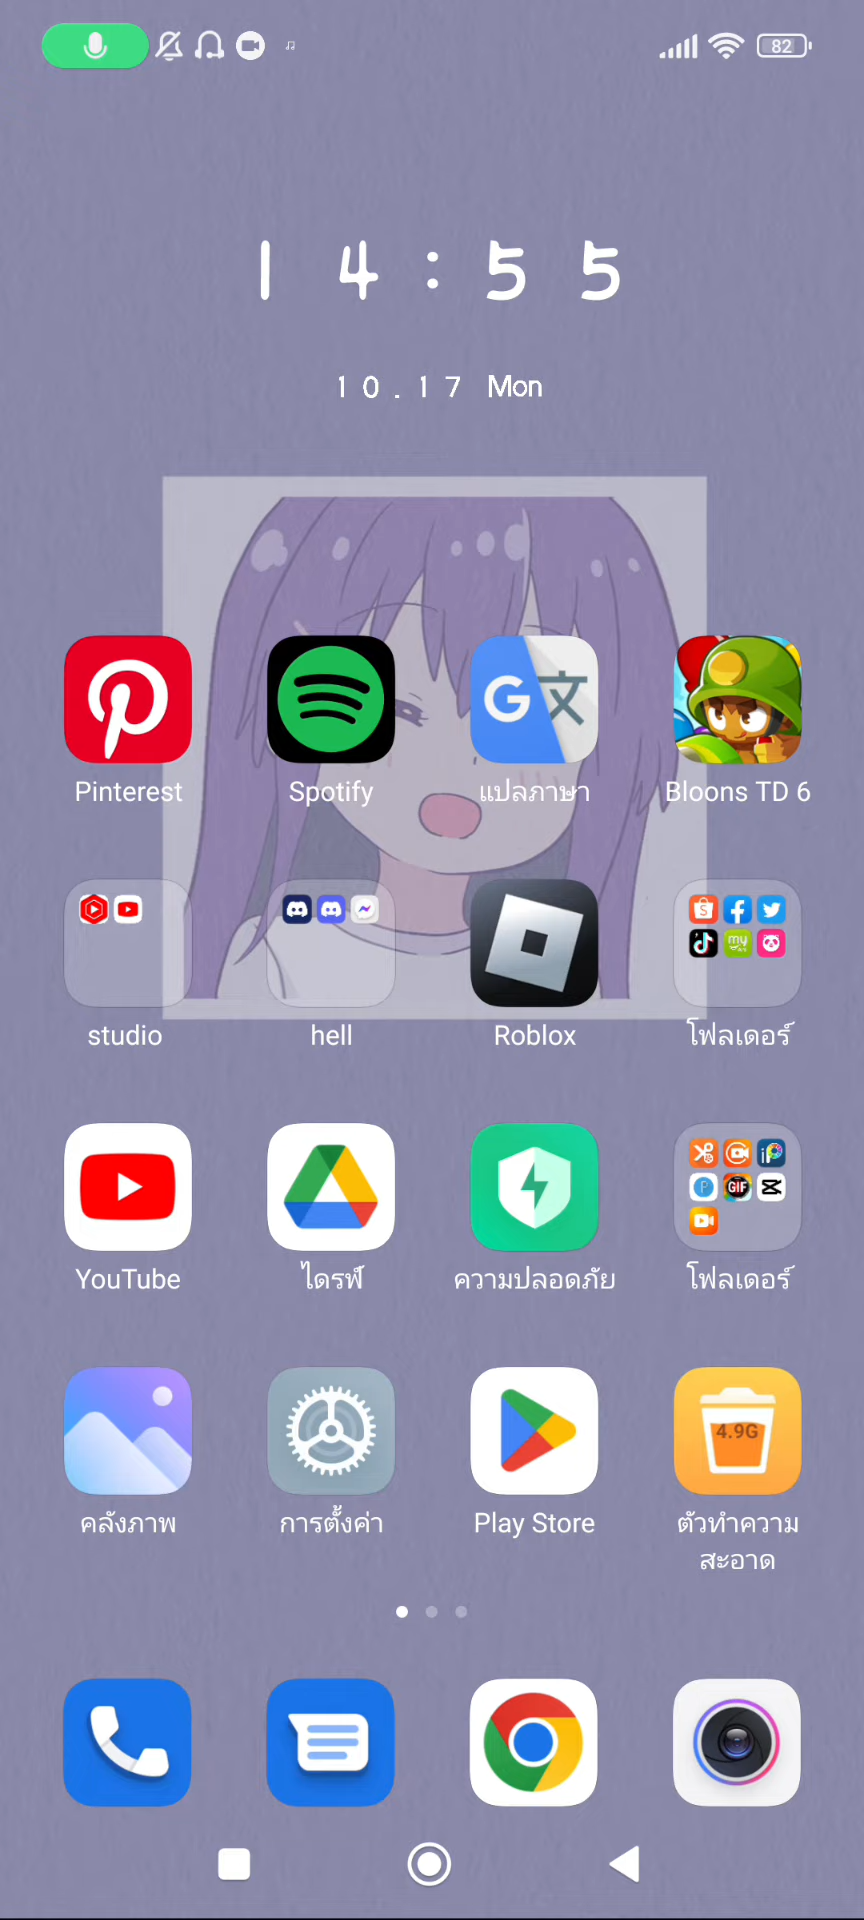 82
14:55
10.17 Mon
Pinterest
Spotify
แปลภาษา
Bloons TD 6
studio
hell
Roblox
โฟลเดอร์
YouTube
ไดรฟ์
ความปลอดภัย
โฟลเดอร์
GIF
4.9G
คลังภาพ
การตั้งค่า
Play Store
ตัวทำความ
สะอาด